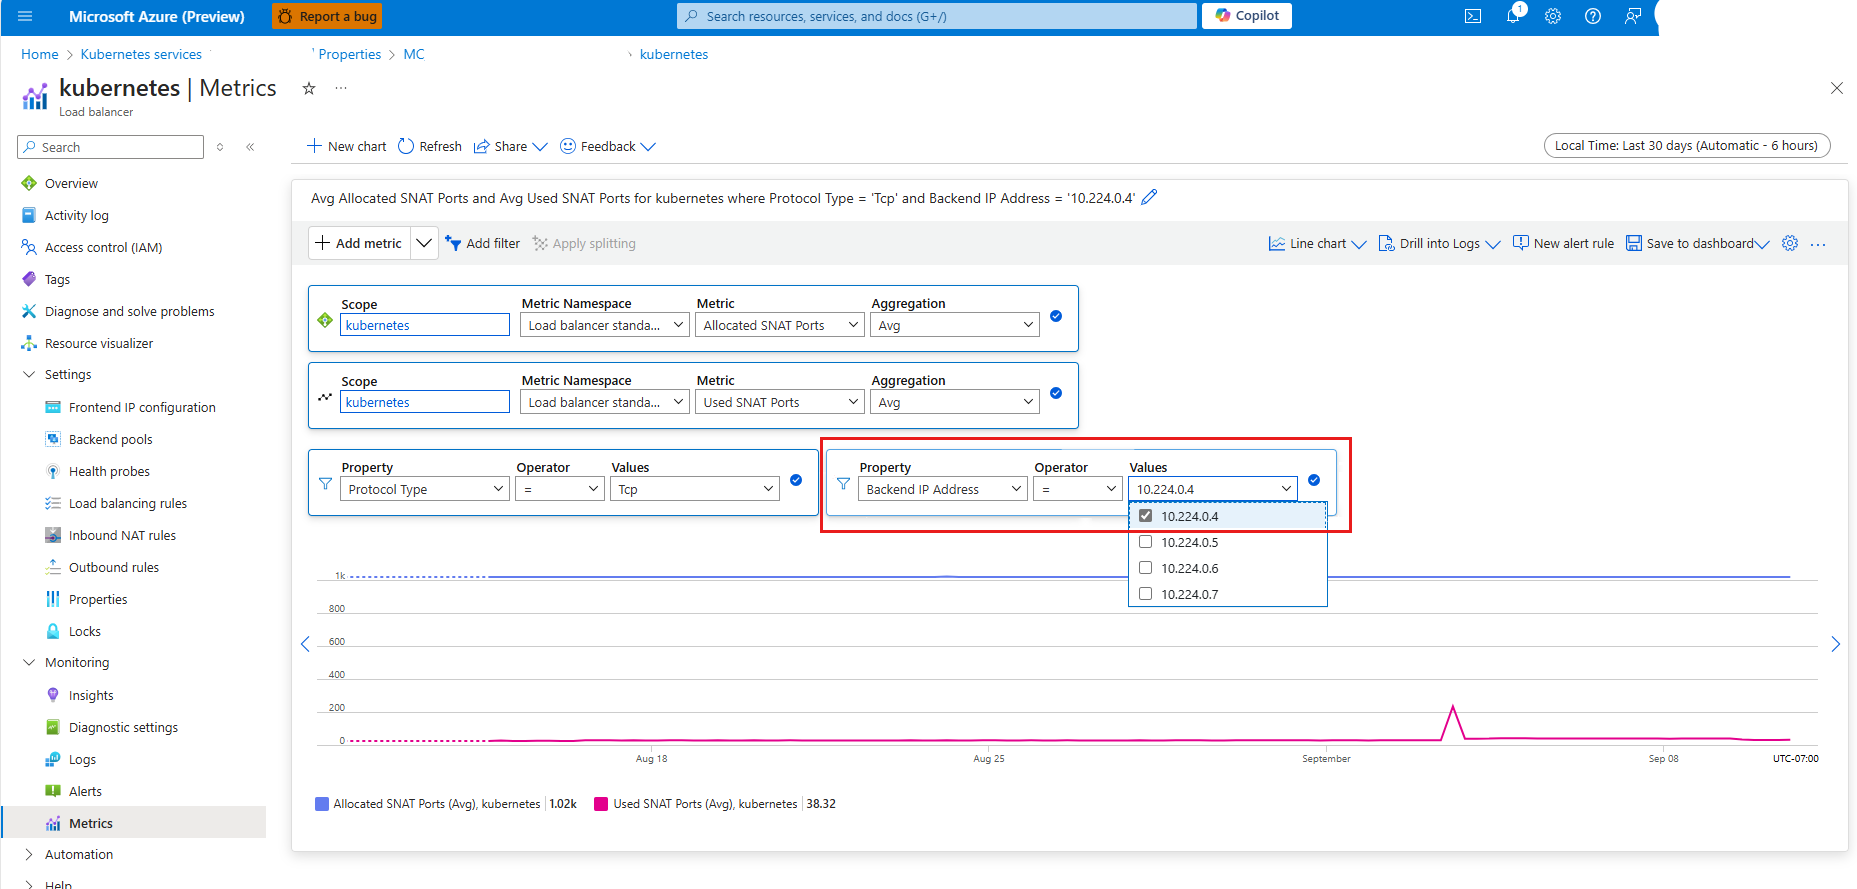 Microsoft Azure (Preview)
Report a bug
Search resources, services, and docs (G+/)
Copilot
1
Home > Kubernetes services
Properties > MC
> kubernetes
kubernetes | Metrics
Load balancer
Search
New chart
Refresh
Share
Feedback
Local Time: Last 30 days (Automatic - 6 hours)
Overview
Activity log
Access control (IAM)
Tags
Diagnose and solve problems
Resource visualizer
Settings
Frontend IP configuration
Backend pools
Health probes
Load balancing rules
Inbound NAT rules
Outbound rules
Properties
Locks
Monitoring
Insights
Diagnostic settings
Logs
Alerts
Metrics
Automation
Help
Avg Allocated SNAT Ports and Avg Used SNAT Ports for kubernetes where Protocol Type = 'Tcp' and Backend IP Address = '10.224.0.4'
Add metric
Add filter
Apply splitting
Line chart
Drill into Logs
New alert rule
Save to dashboard
Scope
Metric Namespace
Metric
Aggregation
kubernetes
Load balancer standa...
Allocated SNAT Ports
Avg
Scope
Metric Namespace
Metric
Aggregation
kubernetes
Load balancer standa...
Used SNAT Ports
Avg
Property
Operator
Values
Protocol Type
=
Tcp
Property
Operator
Values
Backend IP Address
=
10.224.0.4
10.224.0.4
10.224.0.5
10.224.0.6
10.224.0.7
1k
800
600
400
200
0
Aug 18
Aug 25
September
Sep 08
UTC-07:00
Allocated SNAT Ports (Avg), kubernetes | 1.02k
Used SNAT Ports (Avg), kubernetes | 38.32